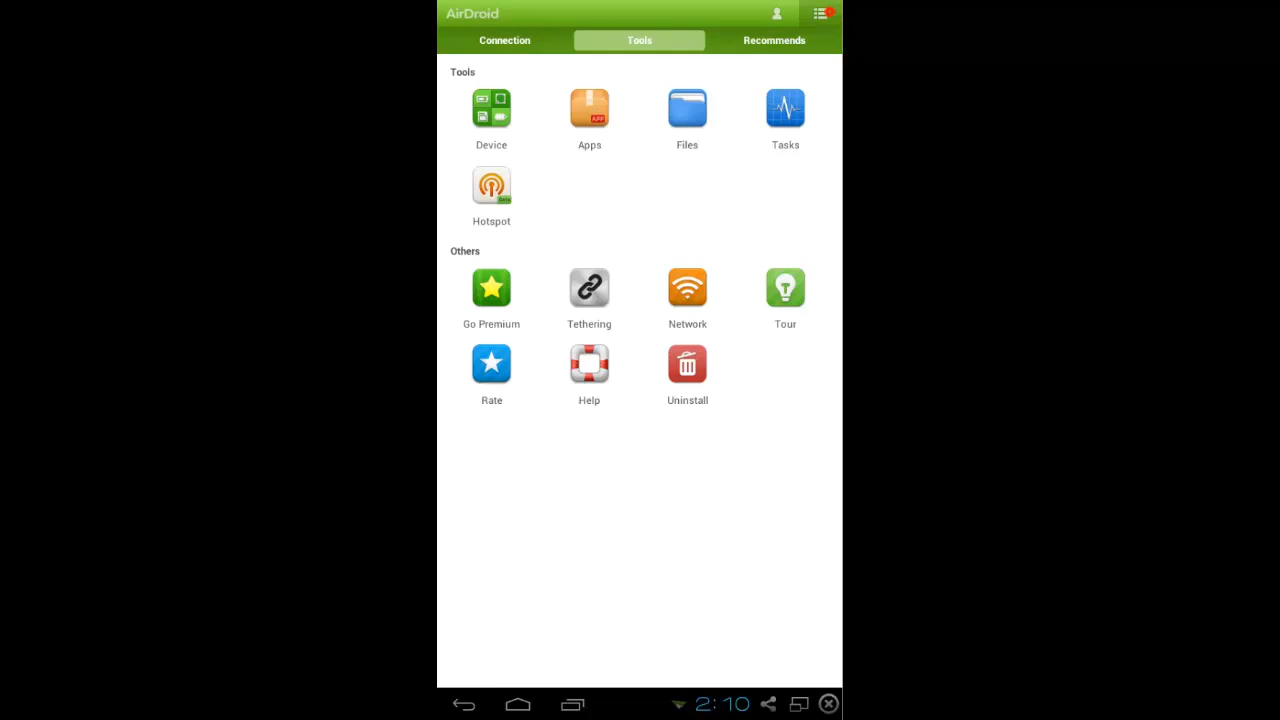 AirDroid
Connection Tools Recommends
Tools
APP
Device Apps Files Tasks
Hotspot
Others
Go Premium Tethering Network Tour
Rate Help Uninstall
2:10